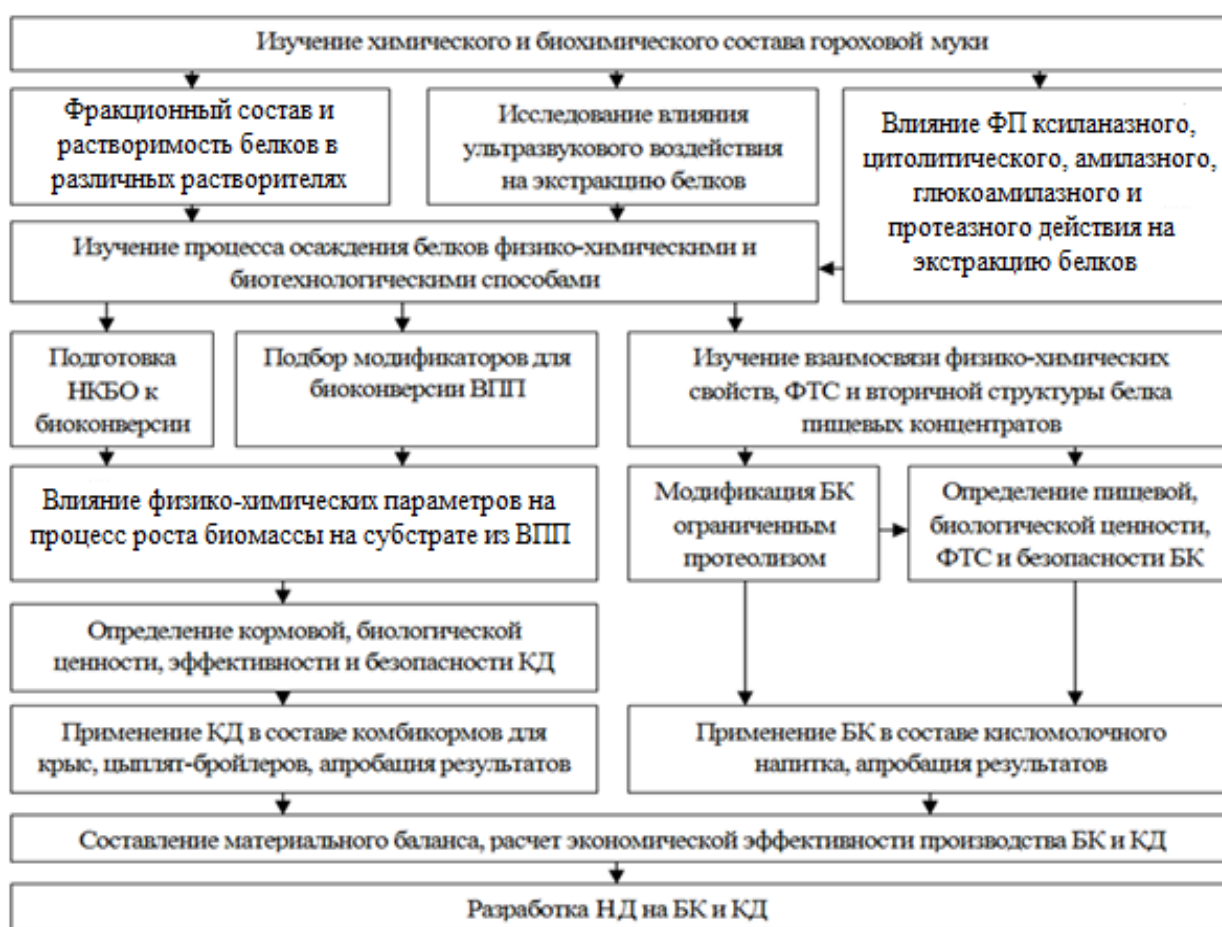 Изучение химического и биохимического состава гороховой муки
Фракционный состав и
растворимость белков в
различных растворителях
Исследование влияния
ультразвукового воздействия
на экстракцию белков
Влияние ФП ксиланазного,
цитолитического, амилазного,
глюкоамилазного и
протеазного действия на
экстракцию белков
Изучение процесса осаждения белков физико-химическими и
биотехнологическими способами
Подготовка
НКБО к
биоконверсии
Подбор модификаторов для
биоконверсии ВПП
Изучение взаимосвязи физико-химических
свойств, ФТС и вторичной структуры белка
пищевых концентратов
Влияние физико-химических параметров на
процесс роста биомассы на субстрате из ВПП
Модификация БК
ограниченным
протеолизом
Определение пищевой,
биологической ценности,
ФТС и безопасности БК
Определение кормовой, биологической
ценности, эффективности и безопасности КД
Применение КД в составе комбикормов для
крыс, цыплят-бройлеров, апробация результатов
Применение БК в составе кисломолочного
напитка, апробация результатов
Составление материального баланса, расчет экономической эффективности производства БК и КД
Разработка НД на БК и КД